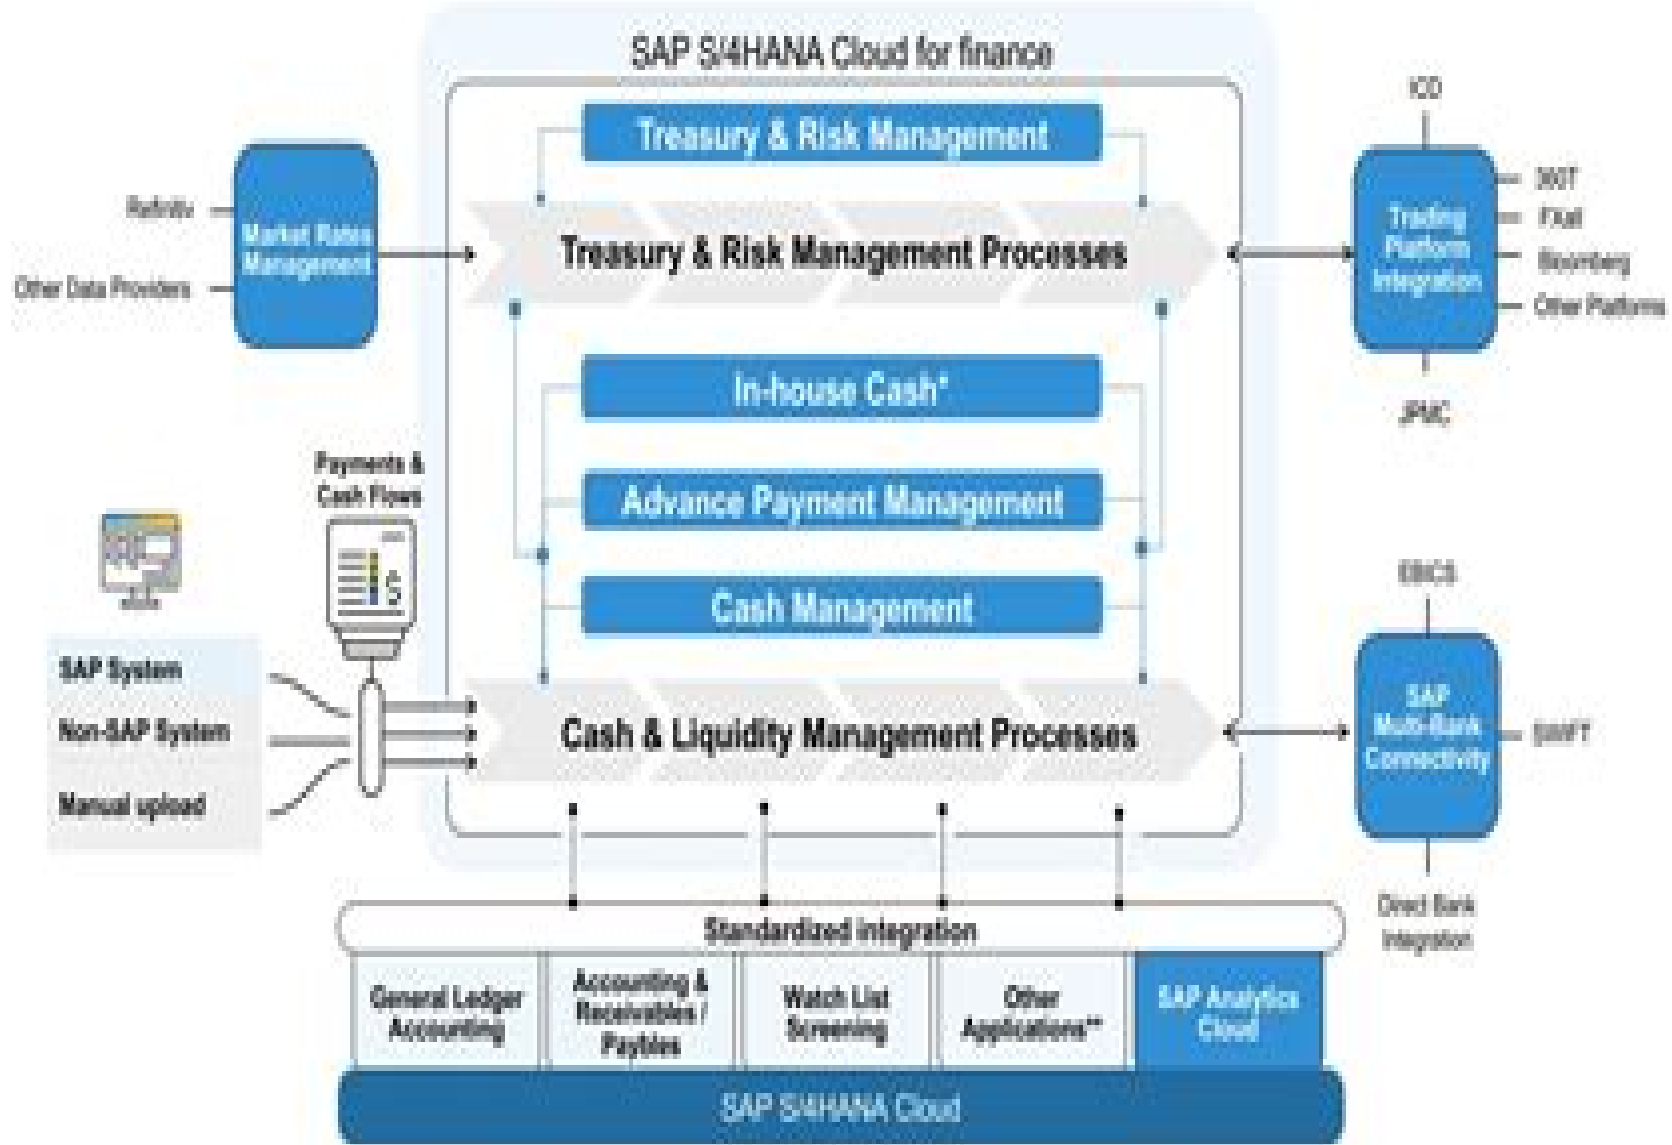 SAP S/4HANA Cloud for finance
Treasury & Risk Management
Treasury & Risk Management Processes
In-house Cash*
Advance Payment Management
Cash Management
Cash & Liquidity Management Processes
Refinitiv
Other Data Providers
Market Rates
Management
Payments &
Cash Flows
SAP System
Non-SAP System
Manual upload
ICD
Trading
Platform
Integration
360T
FXall
Bloomberg
Other Platforms
JPMC
EBICS
SAP
Multi-Bank
Connectivity
SWIFT
Direct Bank
Integration
Standardized integration
General Ledger
Accounting
Accounting &
Receivables /
Paybles
Watch List
Screening
Other
Applications**
SAP Analytics
Cloud
SAP S/4HANA Cloud